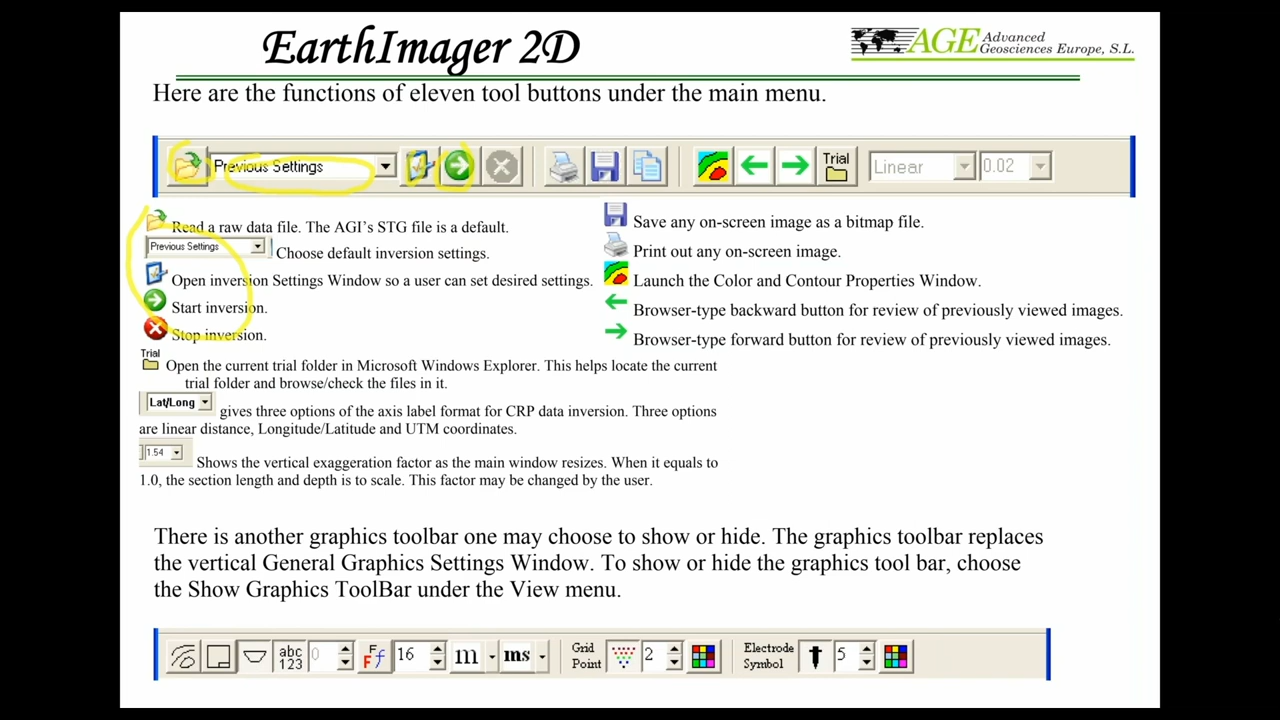 EarthImager 2D
AGE Advanced Geosciences Europe, S.L.
Here are the functions of eleven tool buttons under the main menu.
Previous Settings
Trial
Linear
0.02
Read a raw data file. The AGI's STG file is a default.
Previous Settings Choose default inversion settings.
Open inversion Settings Window so a user can set desired settings.
Start inversion.
Stop inversion.
Save any on-screen image as a bitmap file.
Print out any on-screen image.
Launch the Color and Contour Properties Window.
Browser-type backward button for review of previously viewed images.
Browser-type forward button for review of previously viewed images.
Trial
Open the current trial folder in Microsoft Windows Explorer. This helps locate the current
trial folder and browse/check the files in it.
Lat/Long gives three options of the axis label format for CRP data inversion. Three options
are linear distance, Longitude/Latitude and UTM coordinates.
1.54 Shows the vertical exaggeration factor as the main window resizes. When it equals to
1.0, the section length and depth is to scale. This factor may be changed by the user.
There is another graphics toolbar one may choose to show or hide. The graphics toolbar replaces
the vertical General Graphics Settings Window. To show or hide the graphics tool bar, choose
the Show Graphics ToolBar under the View menu.
abc
123
0
F
F f
16
m
ms
Grid
Point
2
Electrode
Symbol
5